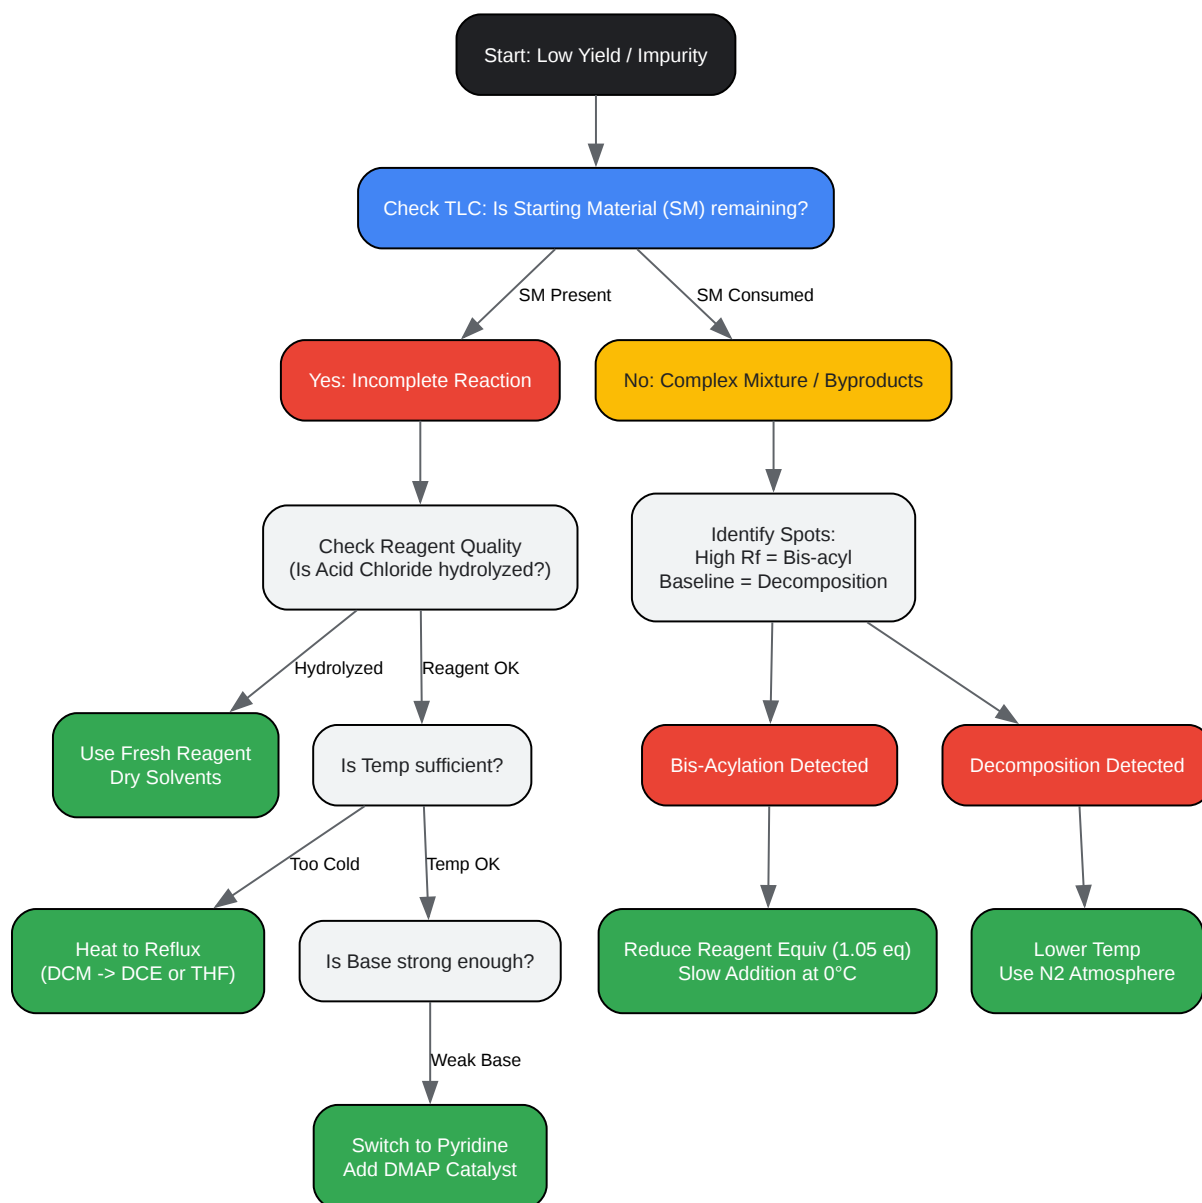 Start: Low Yield / Impurity
Check TLC: Is Starting Material (SM) remaining?
SM Present
SM Consumed
Yes: Incomplete Reaction
No: Complex Mixture / Byproducts
Check Reagent Quality
(Is Acid Chloride hydrolyzed?)
Identify Spots:
High Rf = Bis-acyl
Baseline = Decomposition
Hydrolyzed
Reagent OK
Use Fresh Reagent
Dry Solvents
Is Temp sufficient?
Bis-Acylation Detected
Decomposition Detected
Too Cold
Temp OK
Heat to Reflux
(DCM -> DCE or THF)
Is Base strong enough?
Reduce Reagent Equiv (1.05 eq)
Slow Addition at 0°C
Lower Temp
Use N2 Atmosphere
Weak Base
Switch to Pyridine
Add DMAP Catalyst